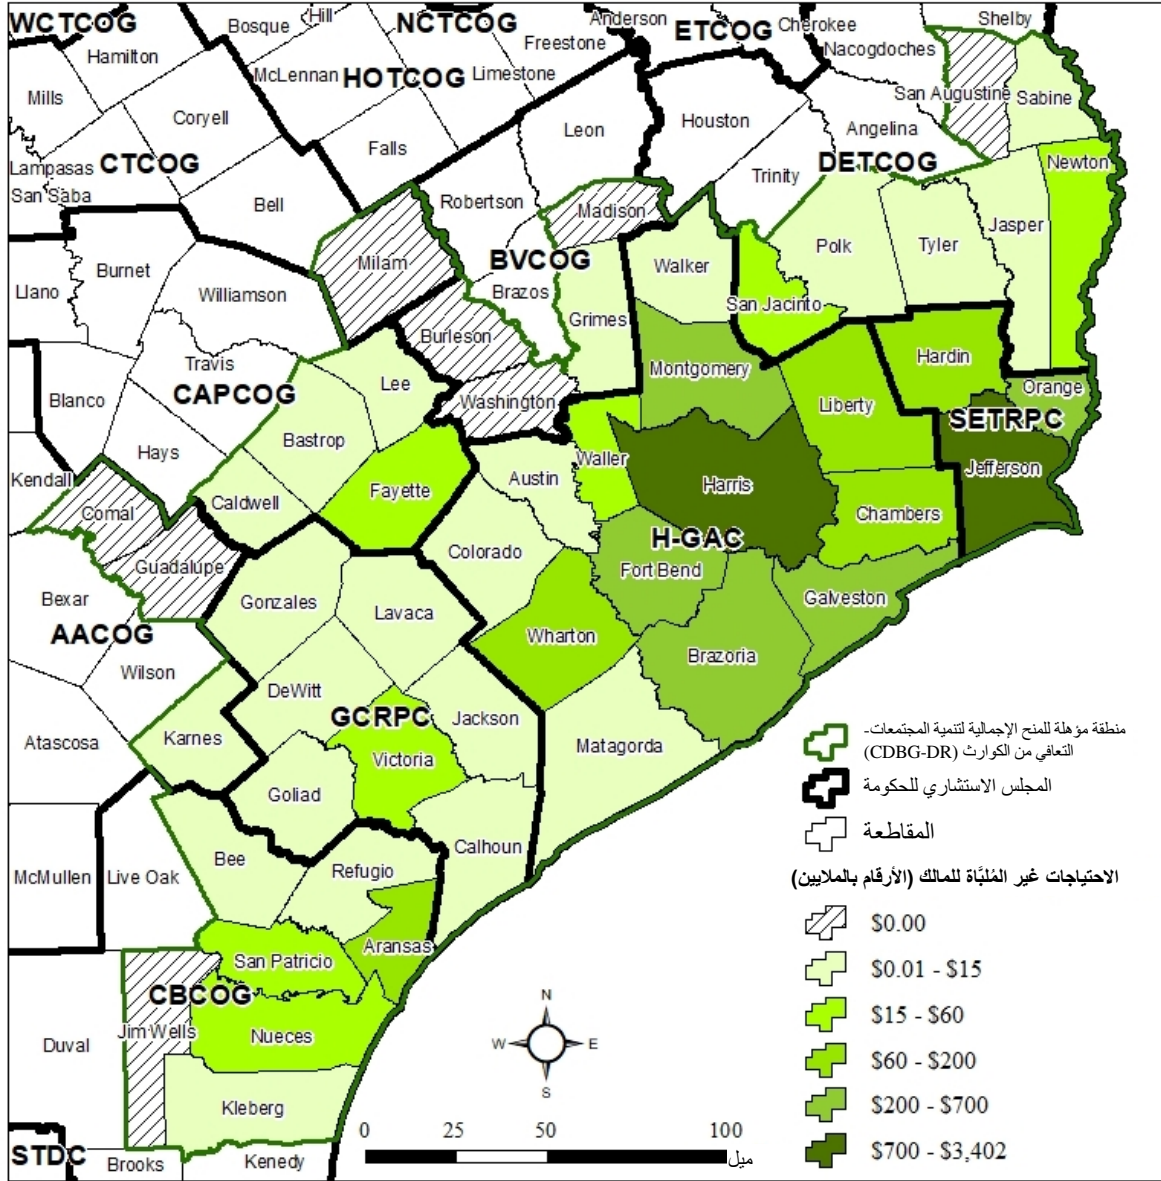 WCTCOG
Hamilton
Bosque
Hill
NCTCOG
Anderson
Freestone
ETCOG
Cherokee
Nacogdoches
Shelby
McLennan
HOTCOG
Limestone
Mills
Coryell
Leon
Houston
San Augustine
Sabine
Angelina
Falls
Lampasas
CTCOG
San Saba
DETCOG
Newton
Trinity
Bell
Robertson
Madison
Jasper
Polk
Tyler
Milam
BVCOG
Walker
Burnet
Llano
Williamson
Brazos
San Jacinto
Grimes
Burleson
Hardin
Travis
Montgomery
Orange
CAPCOG
Lee
Blanco
Washington
Liberty
SETRPC
Bastrop
Hays
Waller
Jefferson
Kendall
Austin
Harris
Fayette
Caldwell
Comal
Chambers
H-GAC
Colorado
Guadalupe
Fort Bend
Bexar
Gonzales
Lavaca
Galveston
AACOG
Wharton
Brazoria
Wilson
DeWitt
GCRPC
Jackson
Karnes
Atascosa
Matagorda
Victoria
Goliad
Calhoun
Bee
Refugio
McMullen
Live Oak
Aransas
San Patricio
CBCOG
Jim Wells
Nueces
Duval
Kleberg
STDC
Brooks
Kenedy
منطقة مؤهلة للمنح الإجمالية لتنمية المجتمعات-
التعافي من الكوارث (CDBG-DR)
المجلس الاستشاري للحكومة
المقاطعة
الاحتياجات غير المُلبَّاة للمالك (الأرقام بالملايين)
$0.00
$0.01 - $15
$15 - $60
$60 - $200
$200 - $700
$700 - $3,402
N
W E
S
0 25 50 100
ميل